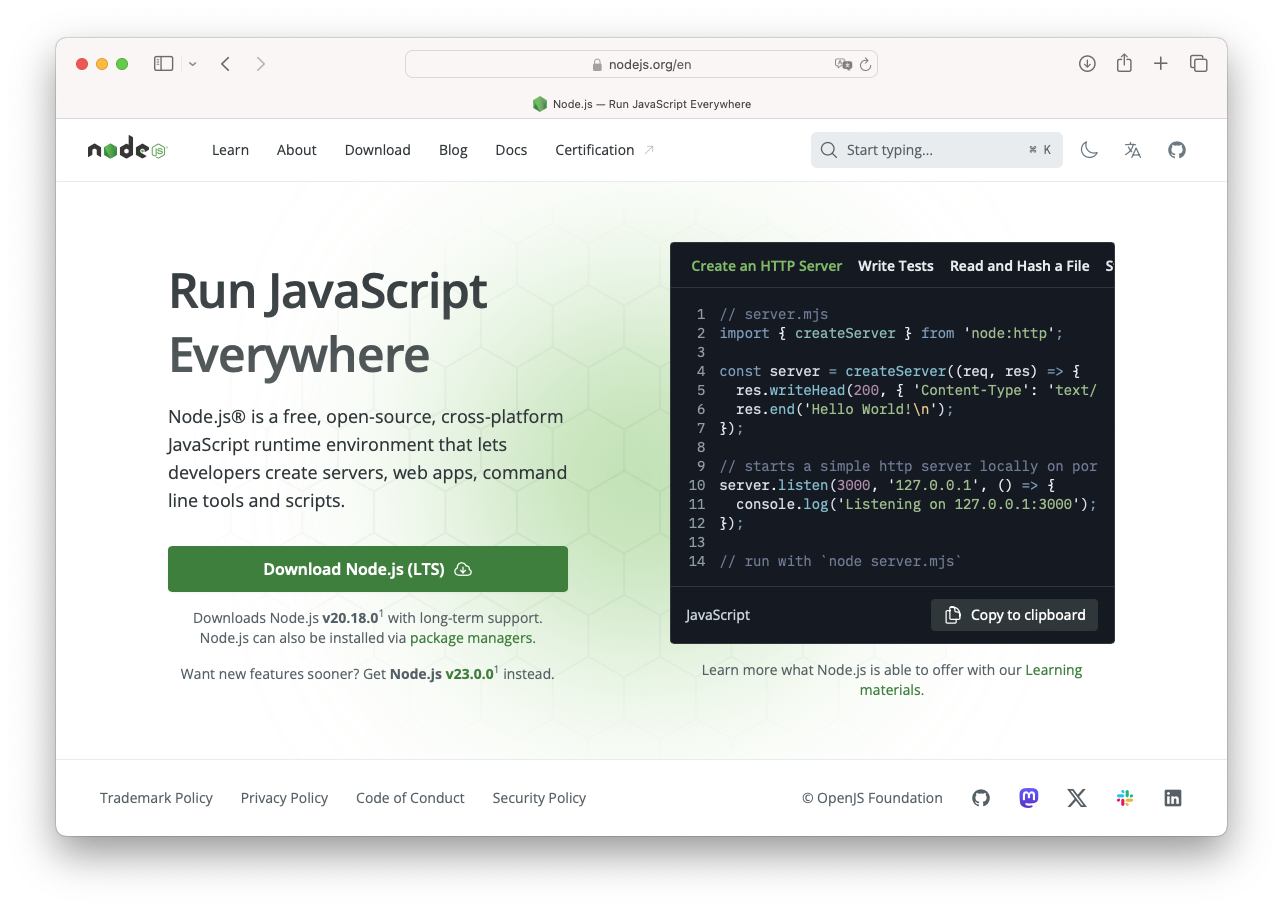 nodejs.org/en
Node.js — Run JavaScript Everywhere
node JS
Learn About Download Blog Docs Certification
Start typing... ⌘ K
Run JavaScript
Everywhere
Node.js® is a free, open-source, cross-platform
JavaScript runtime environment that lets
developers create servers, web apps, command
line tools and scripts.
Download Node.js (LTS)
Downloads Node.js v20.18.0¹ with long-term support.
Node.js can also be installed via package managers.
Want new features sooner? Get Node.js v23.0.0¹ instead.
Create an HTTP Server Write Tests Read and Hash a File S
1 // server.mjs
2 import { createServer } from 'node:http';
3
4 const server = createServer((req, res) => {
5   res.writeHead(200, { 'Content-Type': 'text/
6   res.end('Hello World!\n');
7 });
8
9 // starts a simple http server locally on por
10 server.listen(3000, '127.0.0.1', () => {
11   console.log('Listening on 127.0.0.1:3000');
12 });
13
14 // run with `node server.mjs`
JavaScript Copy to clipboard
Learn more what Node.js is able to offer with our Learning
materials.
Trademark Policy Privacy Policy Code of Conduct Security Policy © OpenJS Foundation